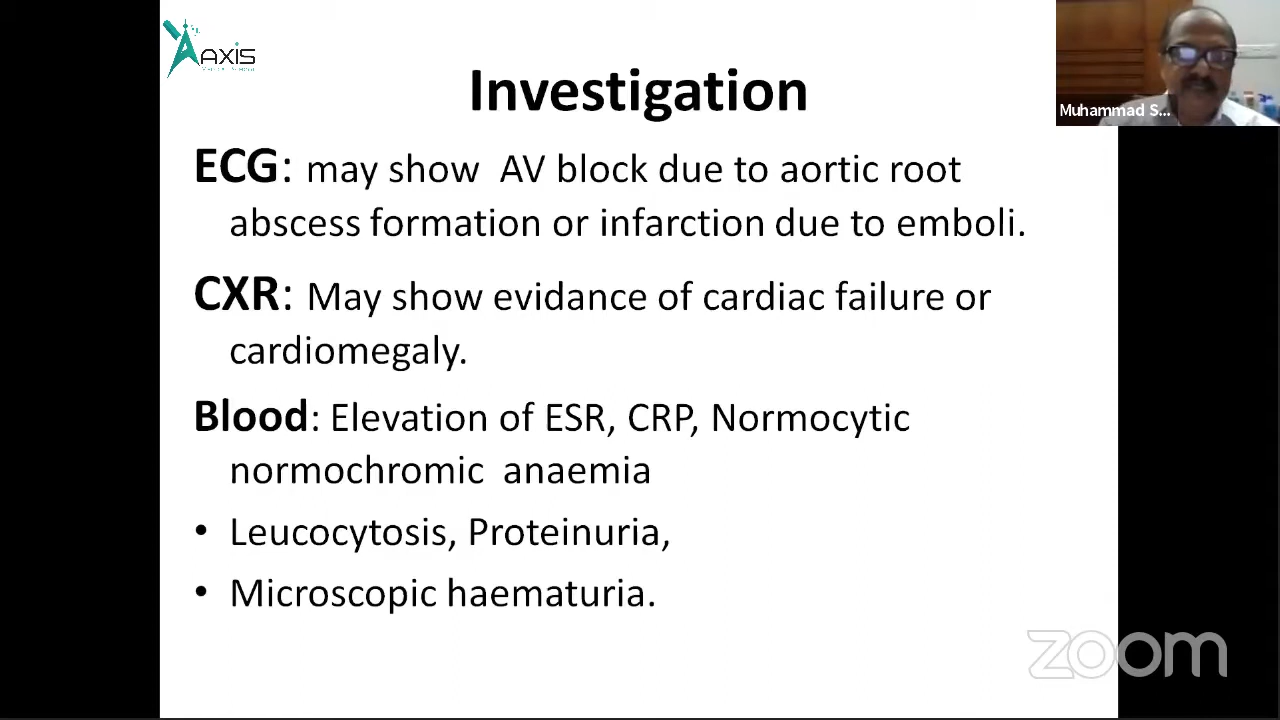 AXIS
Investigation
Muhammad S...
ECG: may show AV block due to aortic root
abscess formation or infarction due to emboli.
CXR: May show evidance of cardiac failure or
cardiomegaly.
Blood: Elevation of ESR, CRP, Normocytic
normochromic anaemia
• Leucocytosis, Proteinuria,
• Microscopic haematuria.
zoom